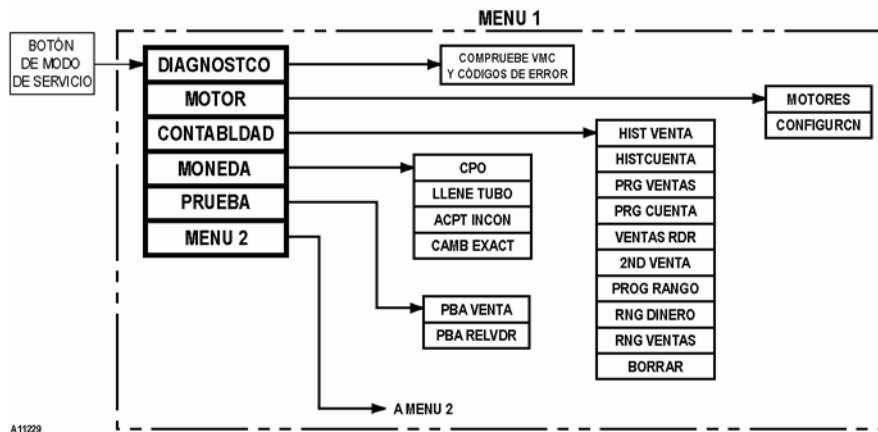 MENU 1
BOTÓN
DE MODO
DE SERVICIO
DIAGNOSTCO
MOTOR
CONTABLDAD
MONEDA
PRUEBA
MENU 2
COMPRUEBE VMC
Y CÓDIGOS DE ERROR
MOTORES
CONFIGURCN
HIST VENTA
HISTCUENTA
PRG VENTAS
PRG CUENTA
VENTAS RDR
2ND VENTA
PROG RANGO
RNG DINERO
RNG VENTAS
BORRAR
CPO
LLENE TUBO
ACPT INCON
CAMB EXACT
PBA VENTA
PBA RELVDR
A MENU 2
A11229